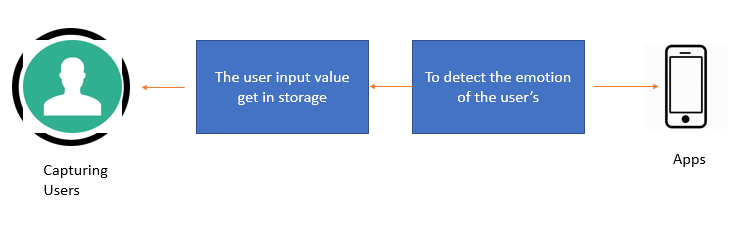 The user input value
get in storage
To detect the emotion
of the user’s
Capturing
Users
Apps